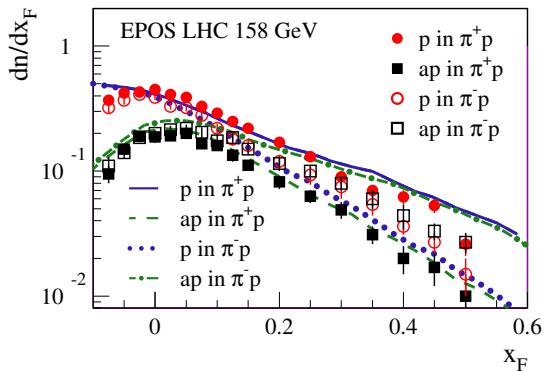 EPOS LHC 158 GeV
dn/dx_F
1
10^-1
10^-2
p in π⁺p
ap in π⁺p
p in π⁻p
ap in π⁻p
p in π⁺p
ap in π⁺p
p in π⁻p
ap in π⁻p
0
0.2
0.4
0.6
x_F